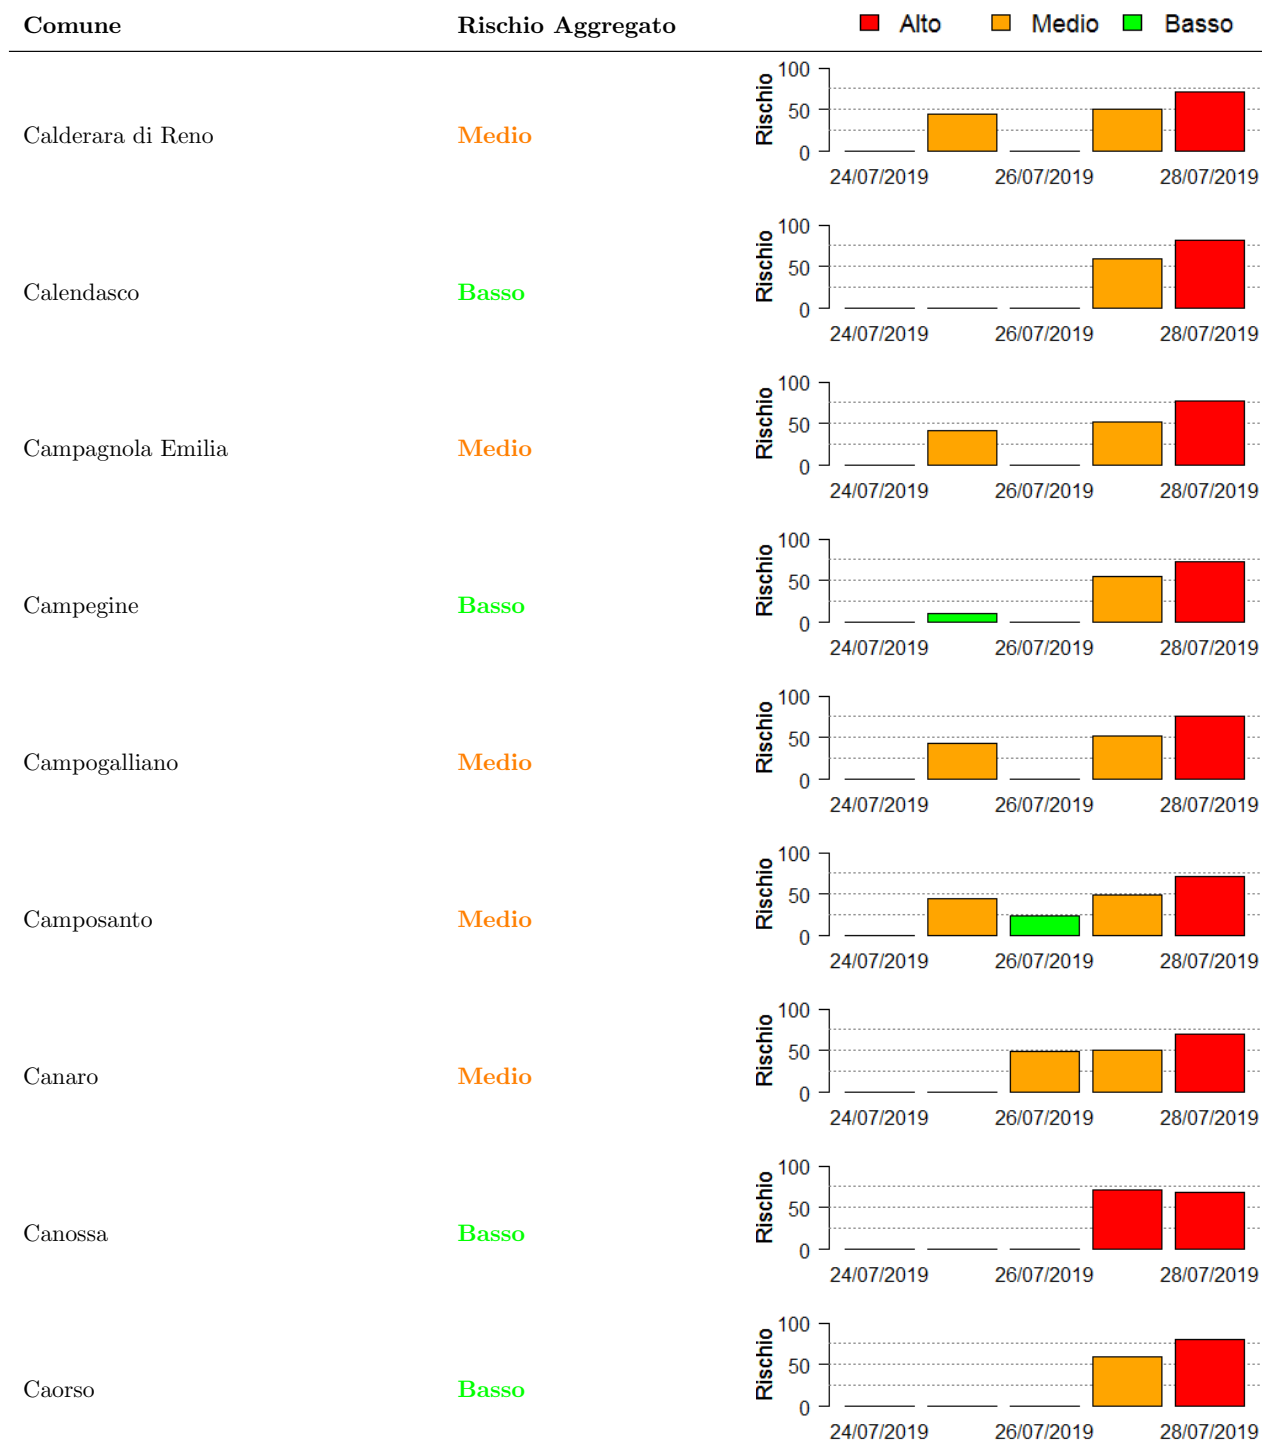 Comune Rischio Aggregato Alto Medio Basso
100
50
0
Rischio
Calderara di Reno Medio
24/07/2019 26/07/2019 28/07/2019
100
50
0
Rischio
Calendasco Basso
24/07/2019 26/07/2019 28/07/2019
100
50
0
Rischio
Campagnola Emilia Medio
24/07/2019 26/07/2019 28/07/2019
100
50
0
Rischio
Campegine Basso
24/07/2019 26/07/2019 28/07/2019
100
50
0
Rischio
Campogalliano Medio
24/07/2019 26/07/2019 28/07/2019
100
50
0
Rischio
Camposanto Medio
24/07/2019 26/07/2019 28/07/2019
100
50
0
Rischio
Canaro Medio
24/07/2019 26/07/2019 28/07/2019
100
50
0
Rischio
Canossa Basso
24/07/2019 26/07/2019 28/07/2019
100
50
0
Rischio
Caorso Basso
24/07/2019 26/07/2019 28/07/2019